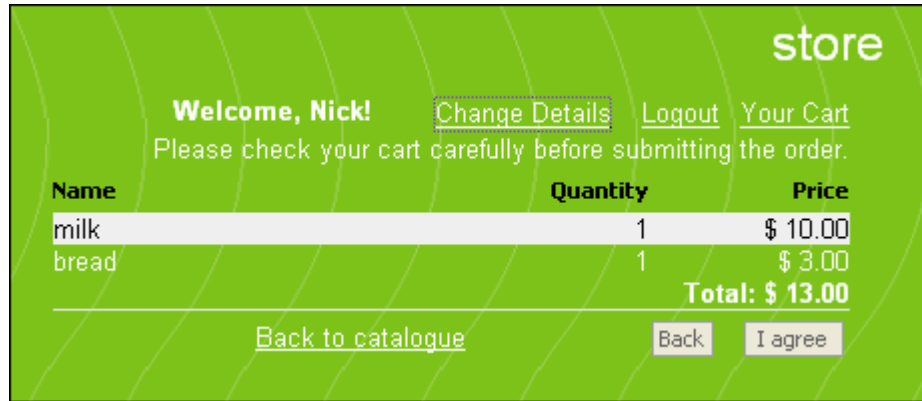 store
Welcome, Nick! Change Details Logout Your Cart
Please check your cart carefully before submitting the order.
Name Quantity Price
milk 1 $ 10.00
bread 1 $ 3.00
Total: $ 13.00
Back to catalogue Back I agree